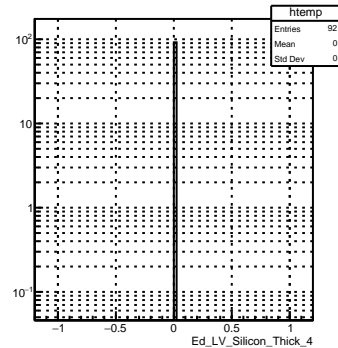 htemp
Entries 92
Mean 0
Std Dev 0
10²
10
1
10⁻¹
−1 −0.5 0 0.5 1
Ed_LV_Silicon_Thick_4